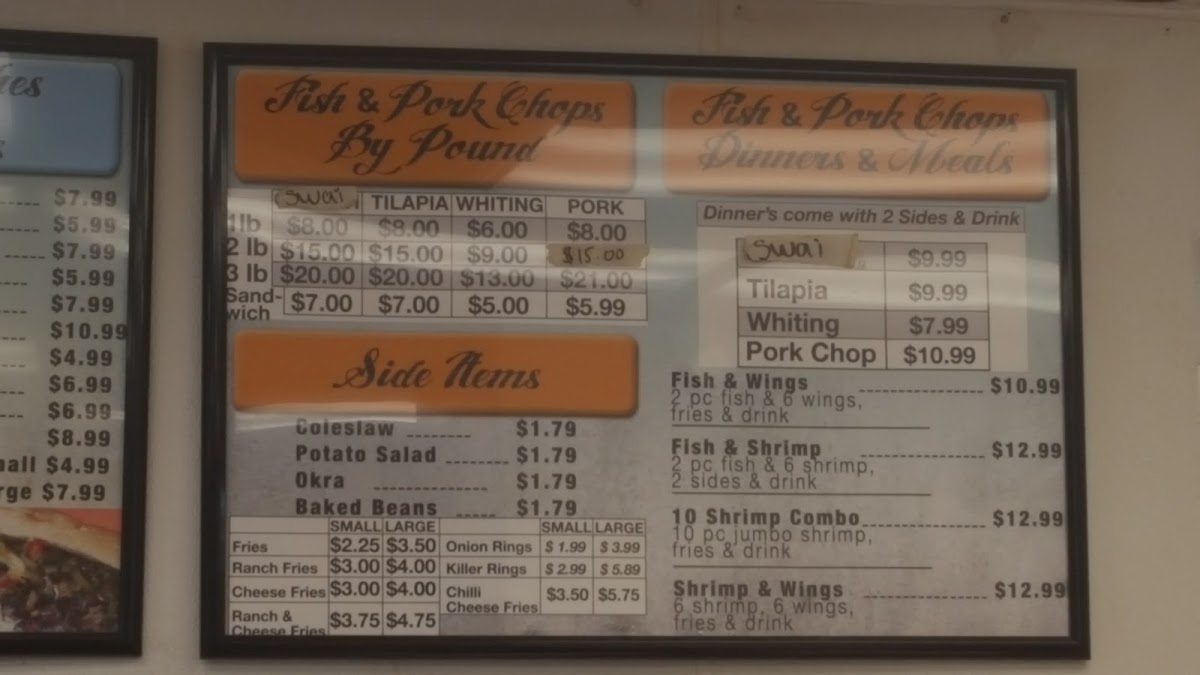 $7.99
$5.99
$7.99
$5.99
$7.99
$10.99
$4.99
$6.99
$6.99
$8.99
$4.99
$7.99
Fish & Pork Chops
By Pound
Swai TILAPIA WHITING PORK
1lb $8.00 $8.00 $6.00 $8.00
2 lb $15.00 $15.00 $9.00 $15.00
3 lb $20.00 $20.00 $13.00 $21.00
Sand-
wich $7.00 $7.00 $5.00 $5.99
Side Items
Coleslaw ........ $1.79
Potato Salad ........ $1.79
Okra ........ $1.79
Baked Beans ..... $1.79
SMALL LARGE SMALL LARGE
Fries $2.25 $3.50 Onion Rings $1.99 $3.99
Ranch Fries $3.00 $4.00 Killer Rings $2.99 $5.89
Cheese Fries $3.00 $4.00 Chilli
Cheese Fries $3.50 $5.75
Ranch &
Cheese Fries $3.75 $4.75
Fish & Pork Chops
Dinners & Meals
Dinner's come with 2 Sides & Drink
Swai $9.99
Tilapia $9.99
Whiting $7.99
Pork Chop $10.99
Fish & Wings ........ $10.99
2 pc fish & 6 wings,
fries & drink
Fish & Shrimp ........ $12.99
2 pc fish & 6 shrimp,
2 sides & drink
10 Shrimp Combo ........ $12.99
10 pc jumbo shrimp,
fries & drink
Shrimp & Wings ........ $12.99
6 shrimp, 6 wings,
fries & drink